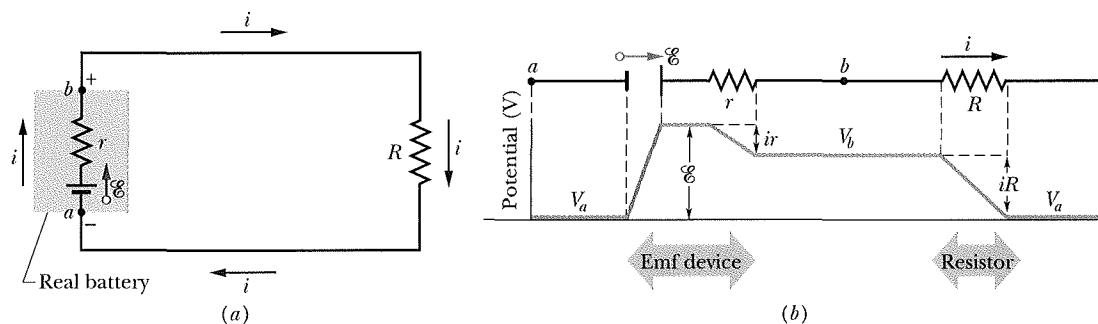 i
b +
i
r
ℰ
a
−
R
i
Real battery
i
(a)
Potential (V)
a
ℰ
r
b
i
R
ir
V_b
ℰ
iR
V_a
V_a
Emf device
Resistor
(b)